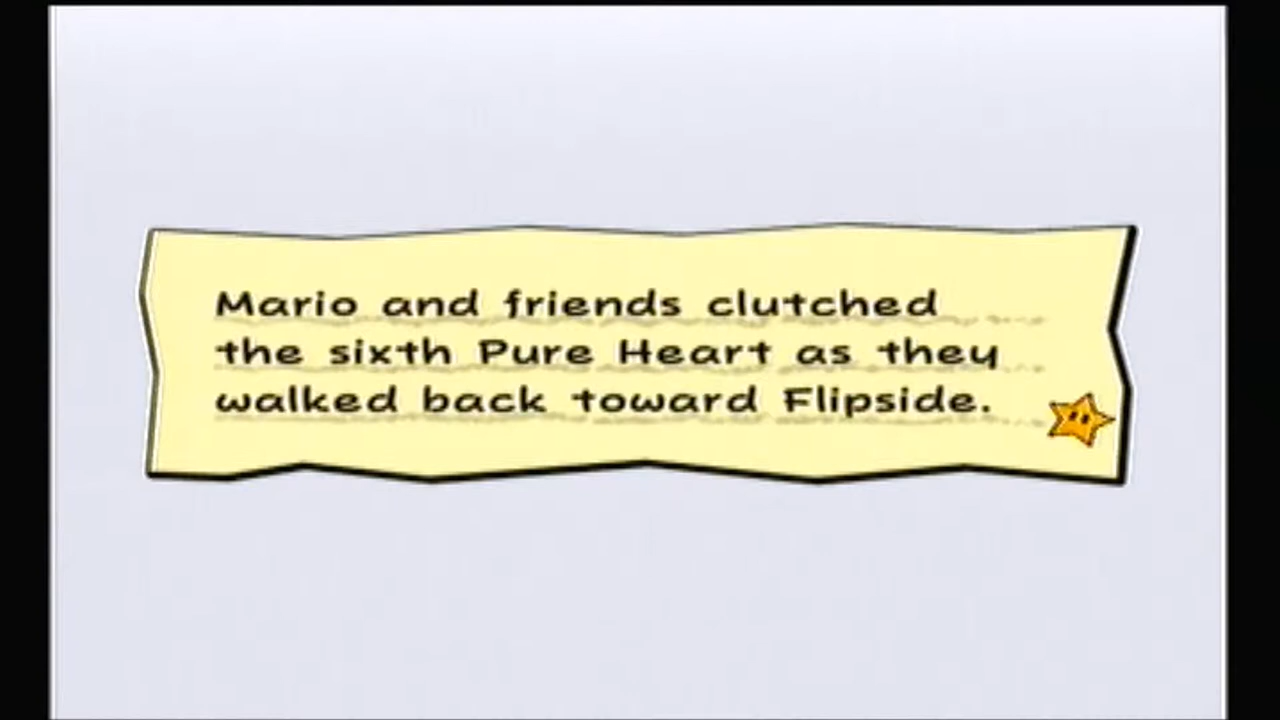 Mario and friends clutched
the sixth Pure Heart as they
walked back toward Flipside.